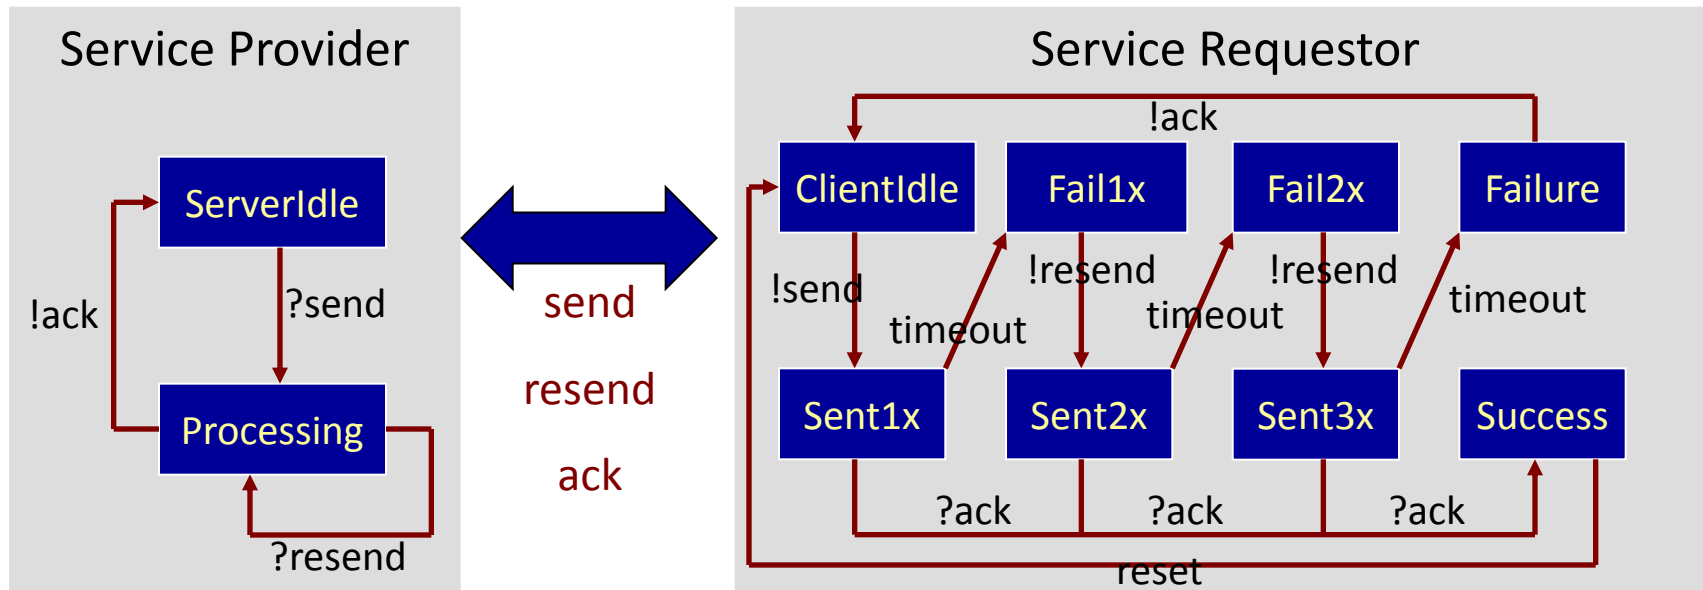 Service Provider
ServerIdle
!ack
?send
Processing
?resend
send
resend
ack
Service Requestor
!ack
ClientIdle
Fail1x
Fail2x
Failure
!send
!resend
!resend
timeout
timeout
timeout
Sent1x
Sent2x
Sent3x
Success
?ack
?ack
?ack
reset